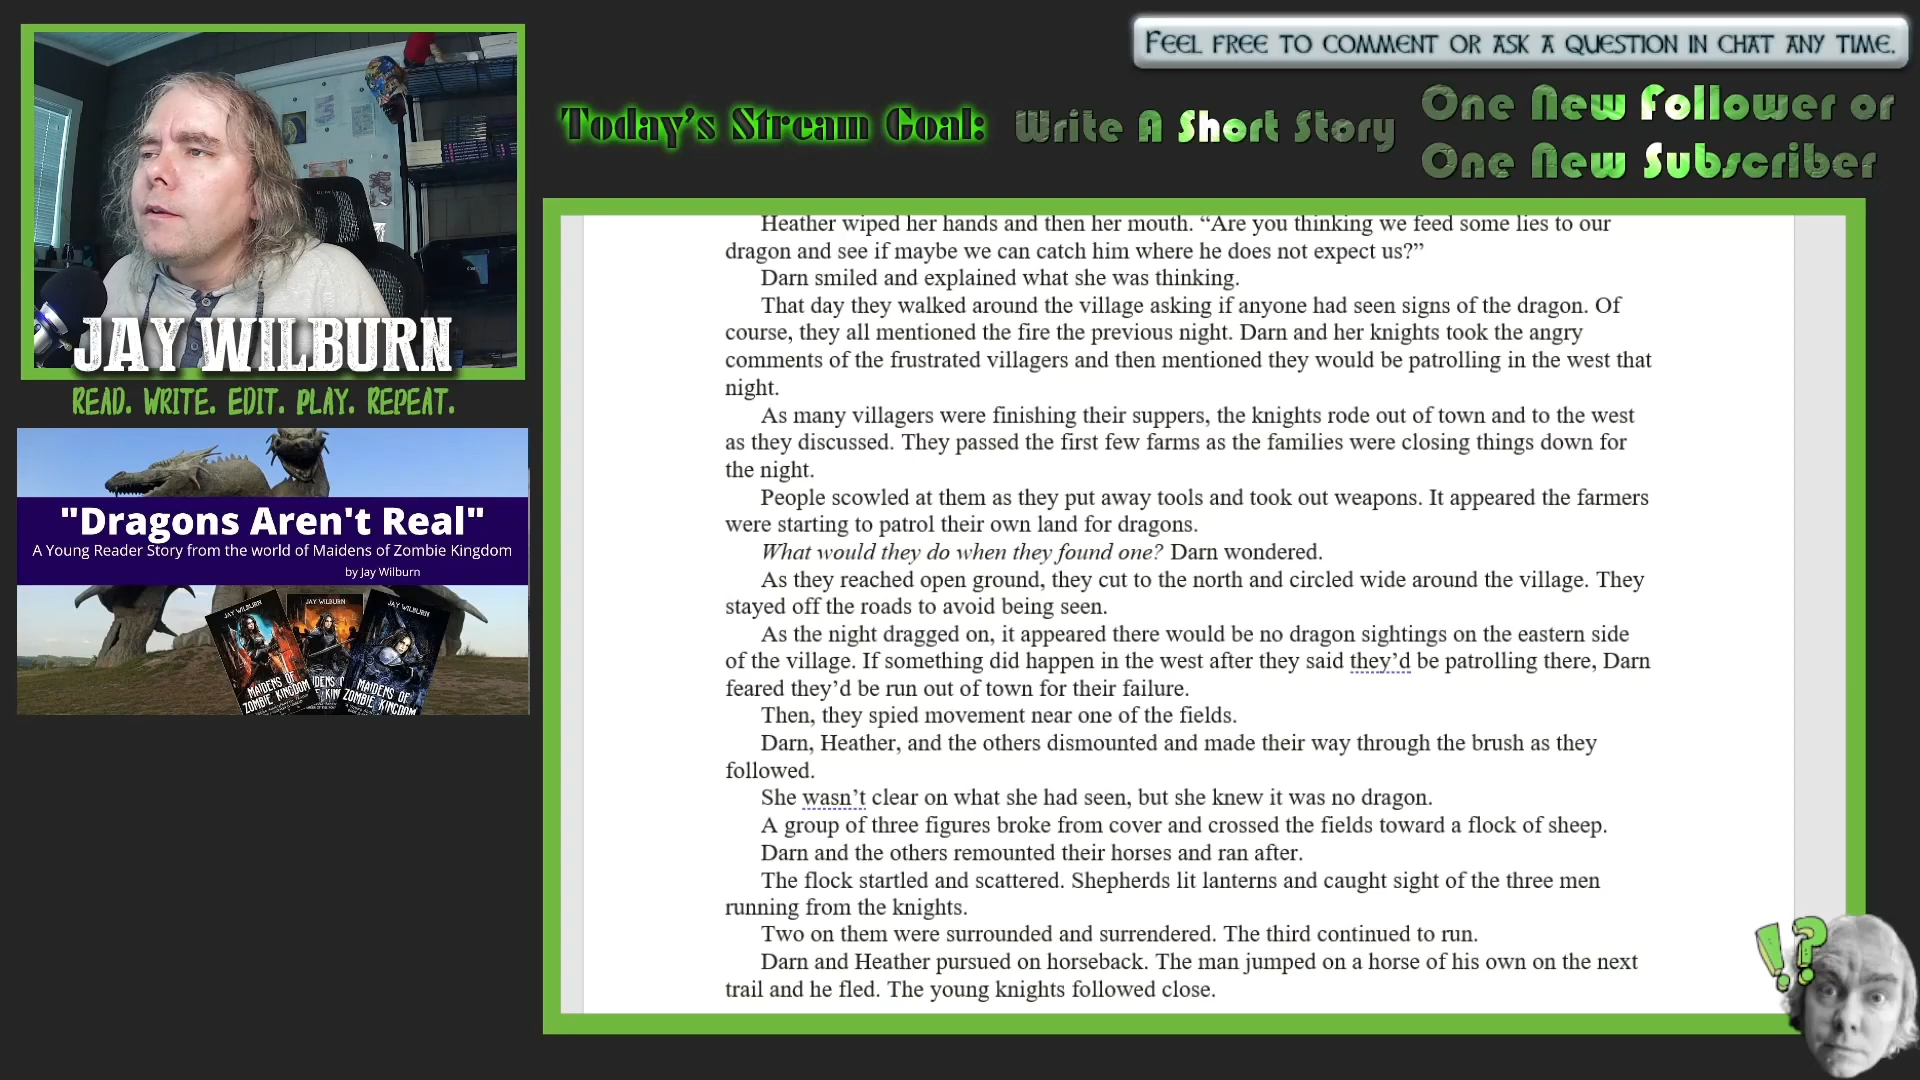 FEEL FREE TO COMMENT OR ASK A QUESTION IN CHAT ANY TIME.
Today's Stream Goal:
Write A Short Story
One New Follower or
One New Subscriber
JAY WILBURN
READ. WRITE. EDIT. PLAY. REPEAT.
"Dragons Aren't Real"
A Young Reader Story from the world of Maidens of Zombie Kingdom
by Jay Wilburn
JAY WILBURN
JAY WILBURN
JAY WILBURN
MAIDENS OF
ZOMBIE KINGDOM
MAIDENS OF
ZOMBIE KINGDOM
Heather wiped her hands and then her mouth. “Are you thinking we feed some lies to our
dragon and see if maybe we can catch him where he does not expect us?”
Darn smiled and explained what she was thinking.
That day they walked around the village asking if anyone had seen signs of the dragon. Of
course, they all mentioned the fire the previous night. Darn and her knights took the angry
comments of the frustrated villagers and then mentioned they would be patrolling in the west that
night.
As many villagers were finishing their suppers, the knights rode out of town and to the west
as they discussed. They passed the first few farms as the families were closing things down for
the night.
People scowled at them as they put away tools and took out weapons. It appeared the farmers
were starting to patrol their own land for dragons.
What would they do when they found one? Darn wondered.
As they reached open ground, they cut to the north and circled wide around the village. They
stayed off the roads to avoid being seen.
As the night dragged on, it appeared there would be no dragon sightings on the eastern side
of the village. If something did happen in the west after they said they’d be patrolling there, Darn
feared they’d be run out of town for their failure.
Then, they spied movement near one of the fields.
Darn, Heather, and the others dismounted and made their way through the brush as they
followed.
She wasn’t clear on what she had seen, but she knew it was no dragon.
A group of three figures broke from cover and crossed the fields toward a flock of sheep.
Darn and the others remounted their horses and ran after.
The flock startled and scattered. Shepherds lit lanterns and caught sight of the three men
running from the knights.
Two on them were surrounded and surrendered. The third continued to run.
Darn and Heather pursued on horseback. The man jumped on a horse of his own on the next
trail and he fled. The young knights followed close.
!?